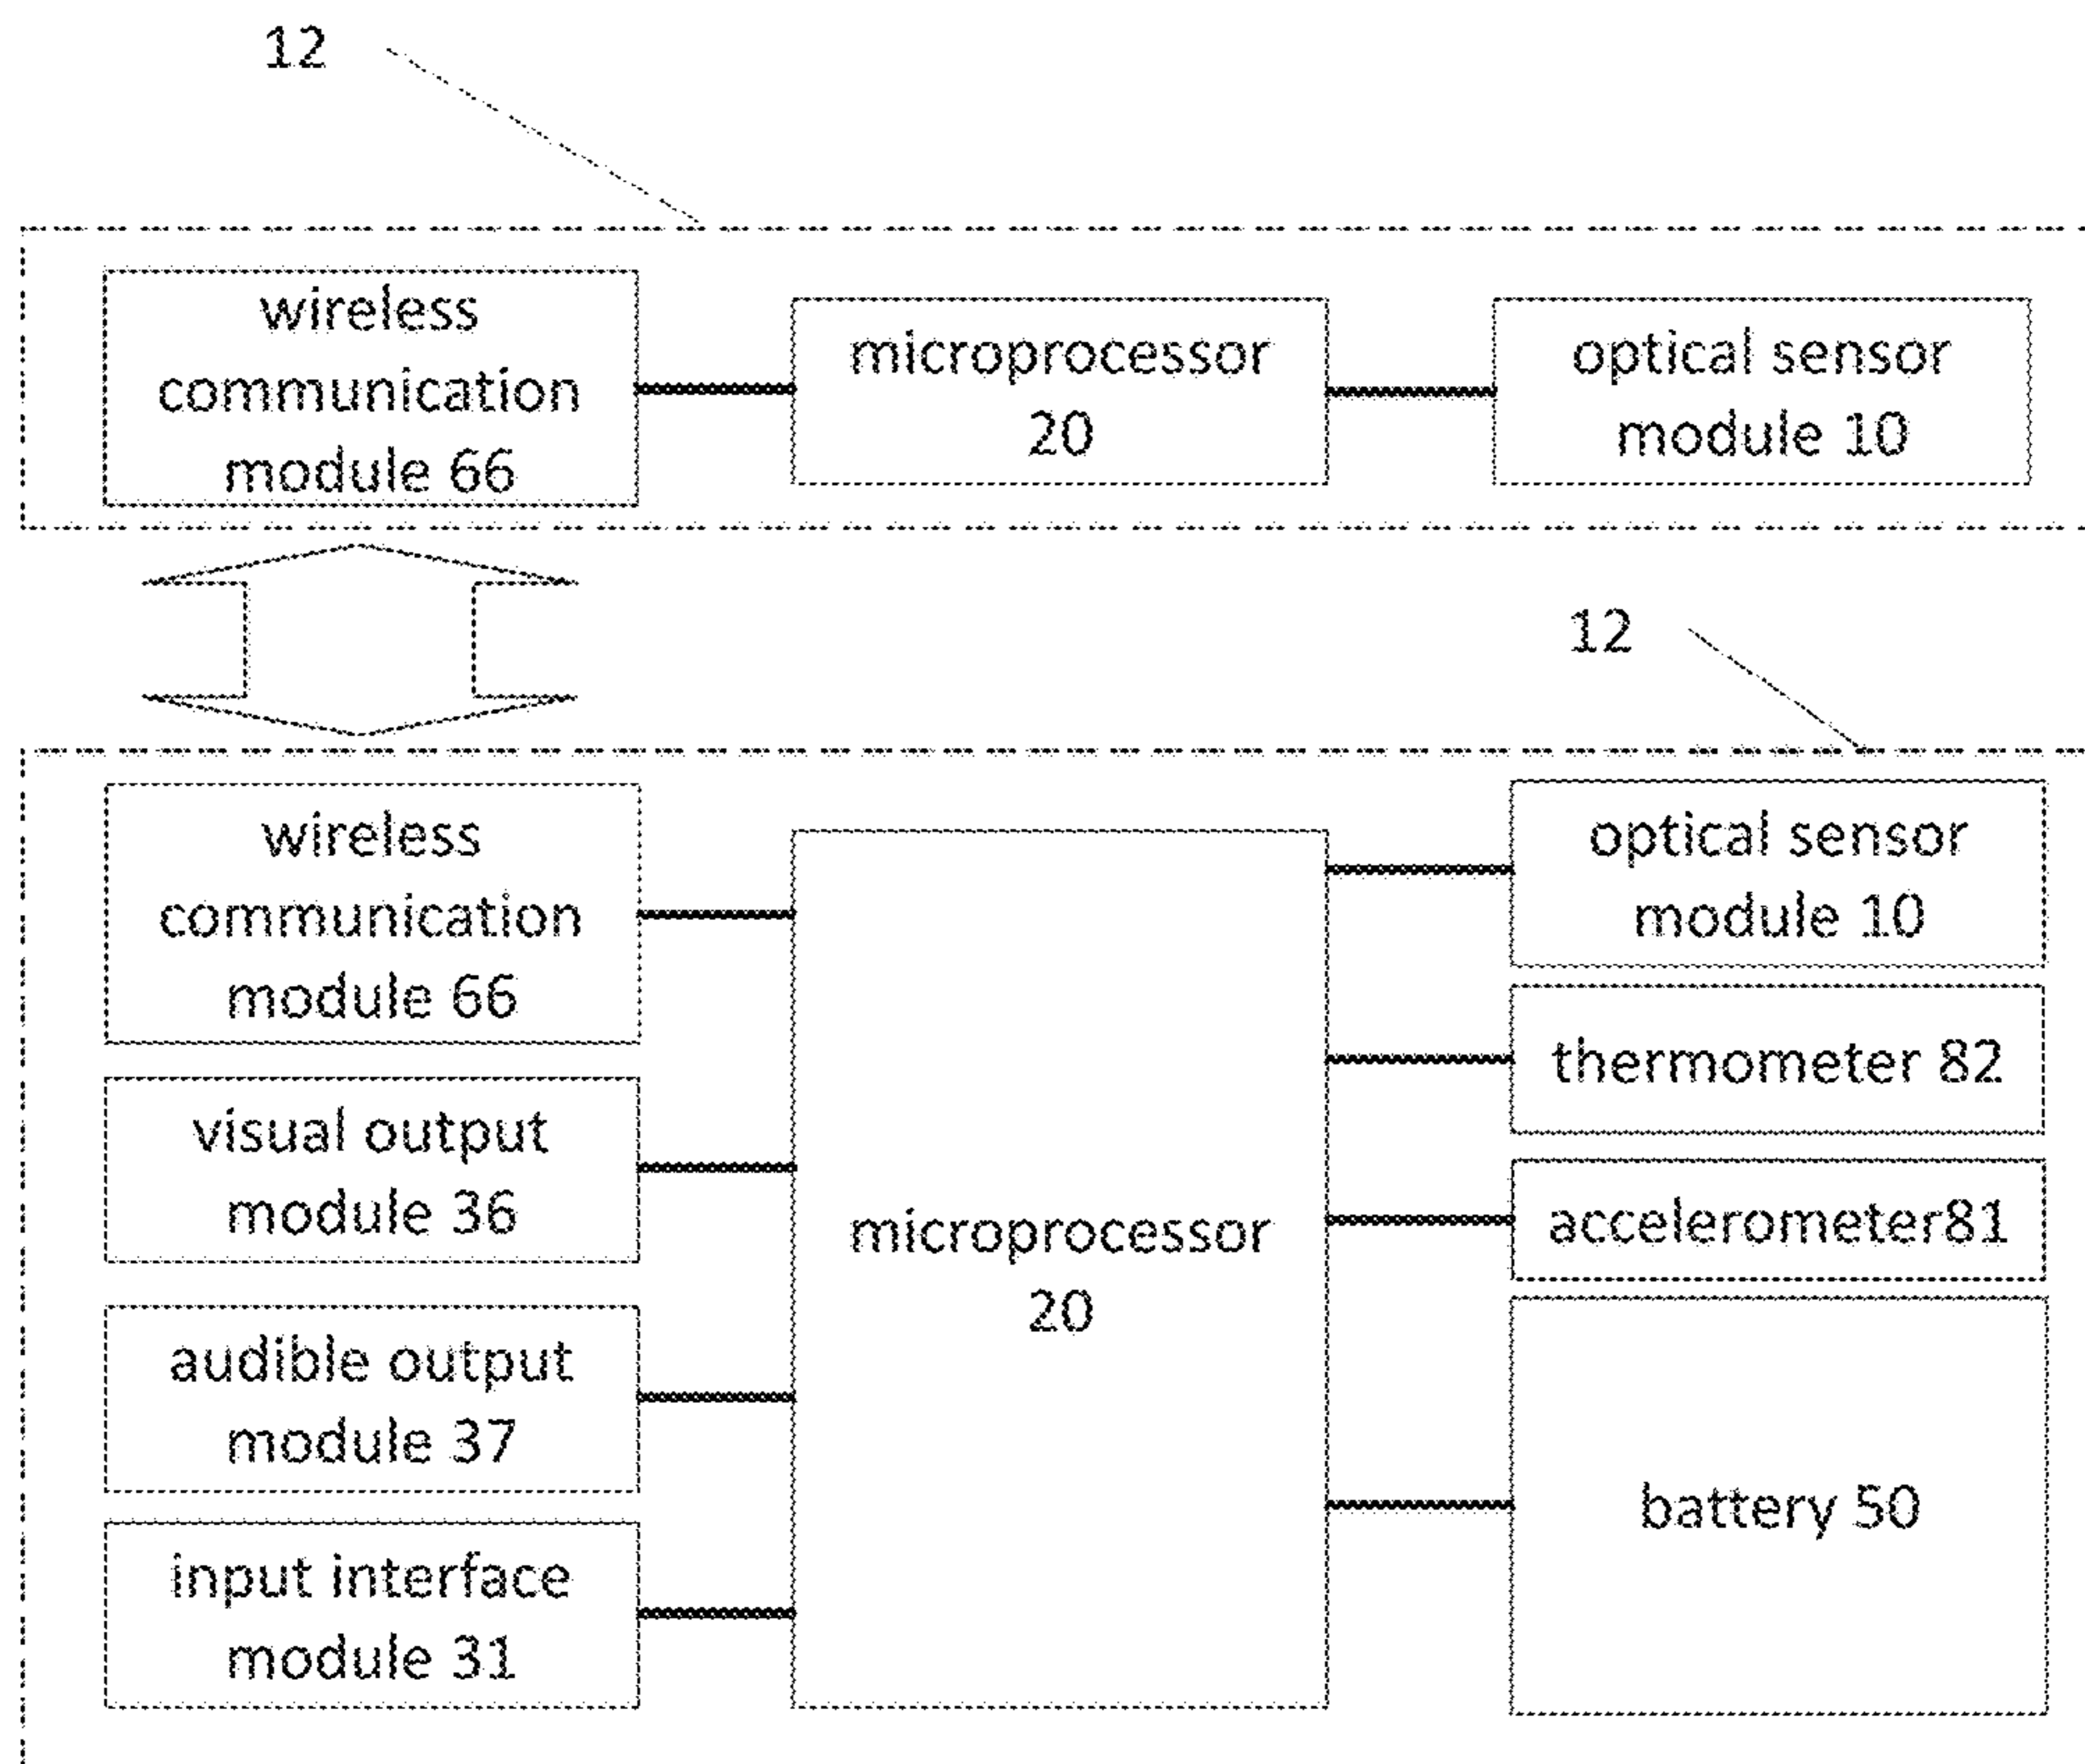 12
wireless
communication
module 66
microprocessor
20
optical sensor
module 10
12
wireless
communication
module 66
visual output
module 36
audible output
module 37
input interface
module 31
microprocessor
20
optical sensor
module 10
thermometer 82
accelerometer81
battery 50